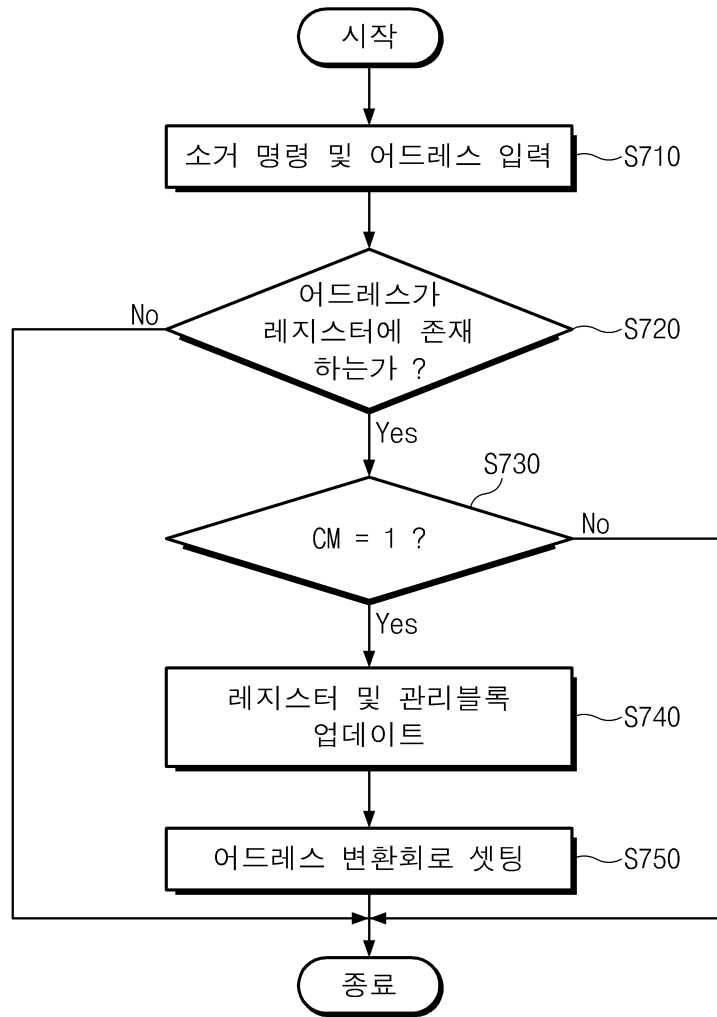 시작
소거 명령 및 어드레스 입력
S710
어드레스가
레지스터에 존재
하는가 ?
No
S720
Yes
S730
CM = 1 ?
No
Yes
레지스터 및 관리블록
업데이트
S740
어드레스 변환회로 셋팅
S750
종료